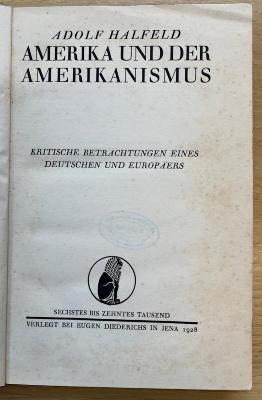 ADOLF HALFELD
AMERIKA UND DER
AMERIKANISMUS
KRITISCHE BETRACHTUNGEN EINES
DEUTSCHEN UND EUROPÄERS
SECHSTES BIS ZEHNTES TAUSEND
VERLEGT BEI EUGEN DIEDERICHS IN JENA 1928